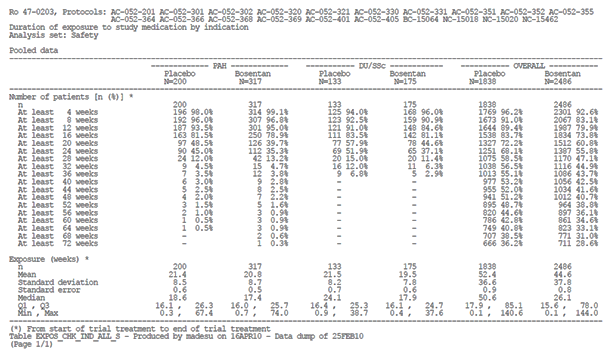 Ro 47-0203, Protocols: AC-052-201 AC-052-301 AC-052-302 AC-052-320 AC-052-321 AC-052-330 AC-052-331 AC-052-351 AC-052-352 AC-052-355
AC-052-364 AC-052-366 AC-052-368 AC-052-369 AC-052-401 AC-052-405 BC-15064 NC-15018 NC-15020 NC-15462
Duration of exposure to study medication by indication
Analysis set: Safety
Pooled data
PAH DU/SSc OVERALL
Placebo Bosentan Placebo Bosentan Placebo Bosentan
N=200 N=317 N=133 N=175 N=1838 N=2486
Number of patients [n (%)] *
n 200 317 133 175 1838 2486
At least 4 weeks 196 98.0% 314 99.1% 125 94.0% 168 96.0% 1769 96.2% 2301 92.6%
At least 8 weeks 192 96.0% 307 96.8% 123 92.5% 159 90.9% 1673 91.0% 2067 83.1%
At least 12 weeks 187 93.5% 301 95.0% 121 91.0% 148 84.6% 1644 89.4% 1987 79.9%
At least 16 weeks 163 81.5% 250 78.9% 111 83.5% 142 81.1% 1538 83.7% 1834 73.8%
At least 20 weeks 97 48.5% 126 39.7% 77 57.9% 78 44.6% 1327 72.2% 1512 60.8%
At least 24 weeks 90 45.0% 112 35.3% 69 51.9% 65 37.1% 1251 68.1% 1387 55.8%
At least 28 weeks 24 12.0% 42 13.2% 20 15.0% 20 11.4% 1075 58.5% 1170 47.1%
At least 32 weeks 9 4.5% 15 4.7% 16 12.0% 11 6.3% 1038 56.5% 1116 44.9%
At least 36 weeks 7 3.5% 12 3.8% 9 6.8% 5 2.9% 1013 55.1% 1086 43.7%
At least 40 weeks 6 3.0% 9 2.8% - - 977 53.2% 1056 42.5%
At least 44 weeks 5 2.5% 8 2.5% - - 955 52.0% 1034 41.6%
At least 48 weeks 4 2.0% 7 2.2% - - 941 51.2% 1012 40.7%
At least 52 weeks 3 1.5% 5 1.6% - - 895 48.7% 964 38.8%
At least 56 weeks 2 1.0% 3 0.9% - - 820 44.6% 897 36.1%
At least 60 weeks 1 0.5% 3 0.9% - - 786 42.8% 861 34.6%
At least 64 weeks 1 0.5% 3 0.9% - - 749 40.8% 823 33.1%
At least 68 weeks - 2 0.6% - - 707 38.5% 771 31.0%
At least 72 weeks - 1 0.3% - - 666 36.2% 711 28.6%
Exposure (weeks) *
n 200 317 133 175 1838 2486
Mean 21.4 20.8 21.5 19.5 52.4 44.6
Standard deviation 8.5 8.7 8.2 7.8 36.6 37.8
Standard error 0.6 0.5 0.7 0.6 0.9 0.8
Median 18.6 17.4 24.1 17.9 50.6 26.1
Q1 , Q3 16.1 , 26.3 16.0 , 25.7 16.4 , 25.3 16.1 , 24.7 17.9 , 85.1 15.6 , 78.0
Min , Max 0.3 , 67.4 0.7 , 74.0 0.9 , 38.7 0.4 , 37.6 0.1 , 140.6 0.1 , 144.0
(*) From start of trial treatment to end of trial treatment
Table EXPOS_CHK_IND_ALL_S - Produced by madesu on 16APR10 - Data dump of 25FEB10
(Page 1/1)